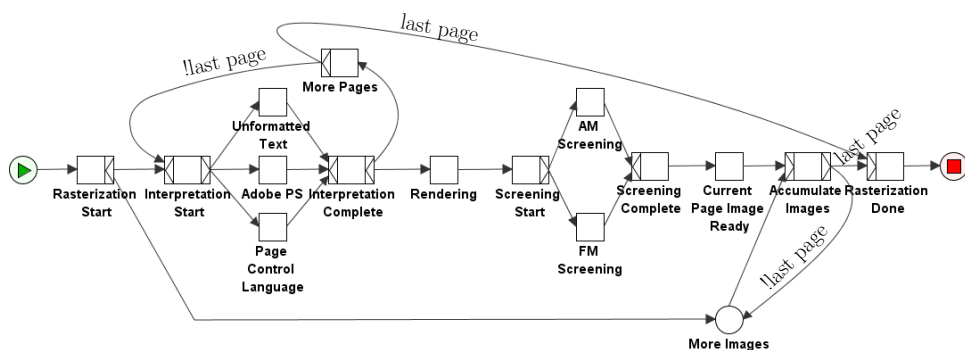 last page
!last page
More Pages
Unformatted
Text
AM
Screening
last page
Rasterization
Start
Interpretation
Start
Adobe PS
Interpretation
Complete
Rendering
Screening
Start
Screening
Complete
Current
Page Image
Ready
Accumulate
Images
Rasterization
Done
Page
Control
Language
FM
Screening
!last page
More Images